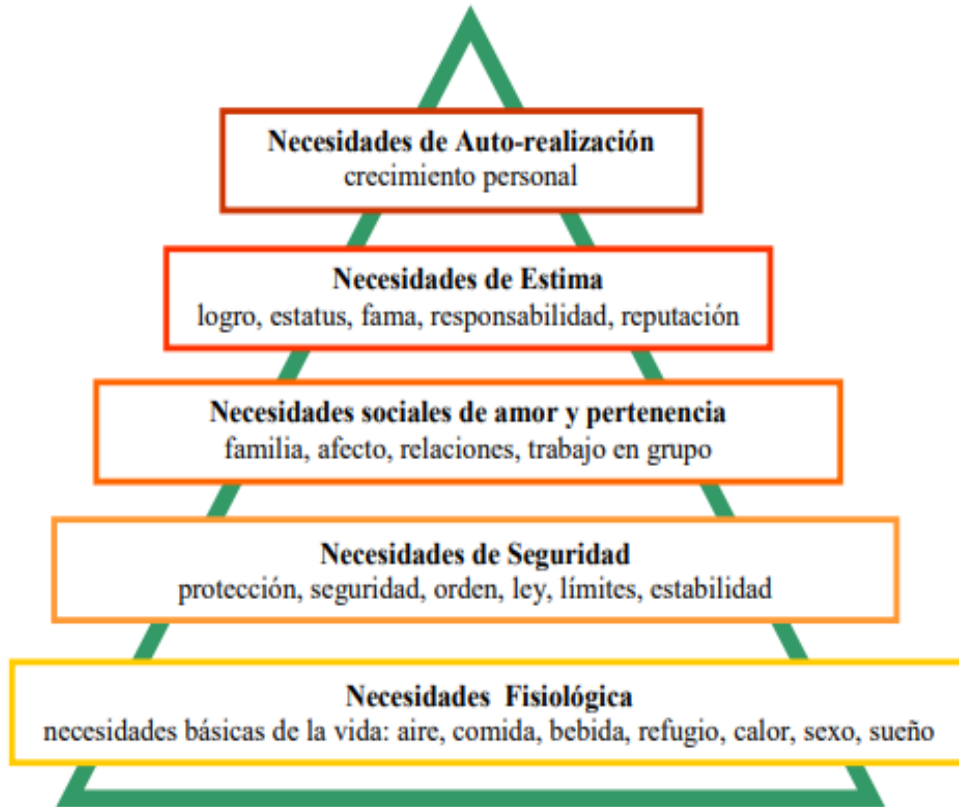 Necesidades de Auto-realización
crecimiento personal
Necesidades de Estima
logro, estatus, fama, responsabilidad, reputación
Necesidades sociales de amor y pertenencia
familia, afecto, relaciones, trabajo en grupo
Necesidades de Seguridad
protección, seguridad, orden, ley, límites, estabilidad
Necesidades Fisiológica
necesidades básicas de la vida: aire, comida, bebida, refugio, calor, sexo, sueño